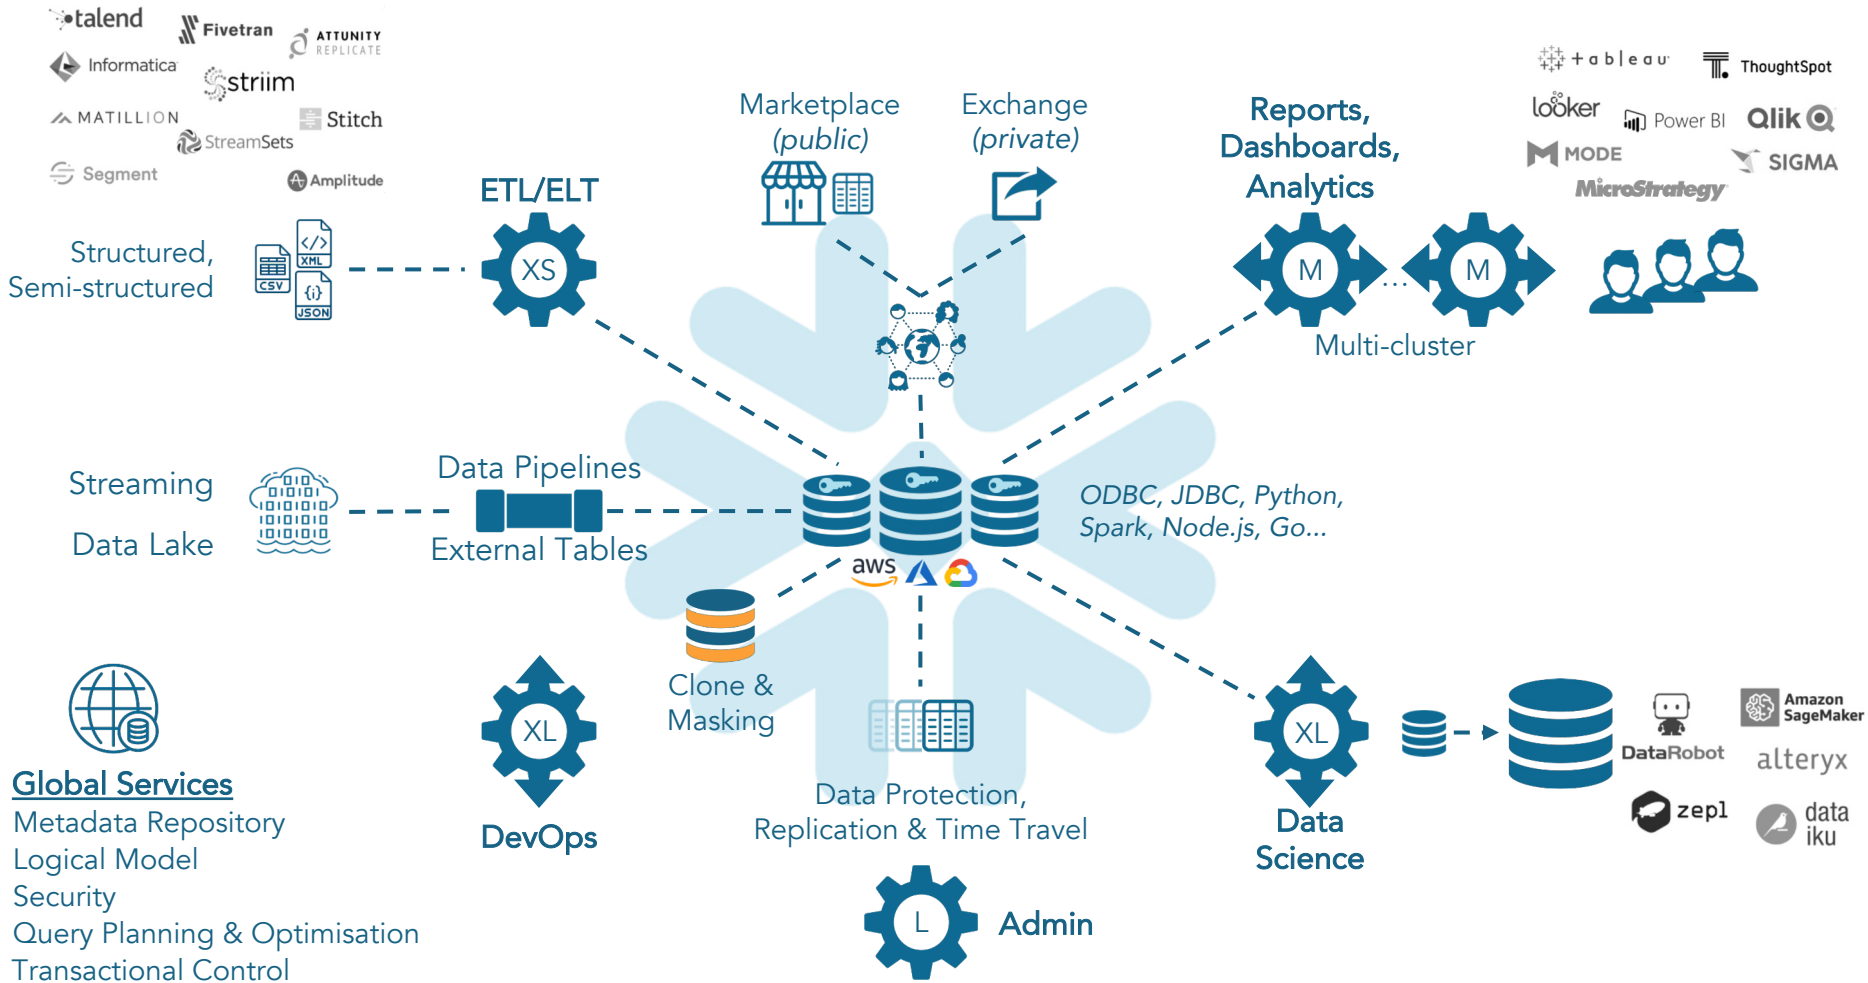 talend
Fivetran
ATTUNITY
REPLICATE
Informatica
striim
MATILLION
Stitch
StreamSets
Segment
Amplitude
Structured,
Semi-structured
CSV
</>
XML
{i}
JSON
ETL/ELT
XS
Marketplace
(public)
Exchange
(private)
Reports,
Dashboards,
Analytics
M
...
M
Multi-cluster
+ableau
ThoughtSpot
looker
Power BI
Qlik
MODE
SIGMA
MicroStrategy
Streaming
Data Lake
Data Pipelines
External Tables
aws
ODBC, JDBC, Python,
Spark, Node.js, Go...
Clone &
Masking
Global Services
Metadata Repository
Logical Model
Security
Query Planning & Optimisation
Transactional Control
XL
DevOps
Data Protection,
Replication & Time Travel
L
Admin
XL
Data
Science
DataRobot
Amazon
SageMaker
alteryx
zepl
data
iku